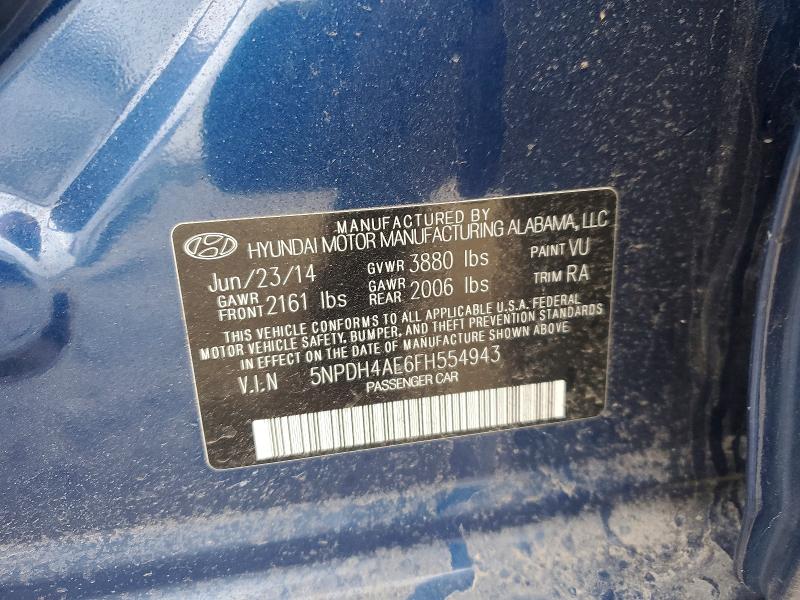 MANUFACTURED BY
HYUNDAI MOTOR MANUFACTURING ALABAMA, LLC
Jun/23/14 GVWR 3880 lbs PAINT VU
GAWR FRONT 2161 lbs GAWR REAR 2006 lbs TRIM RA
THIS VEHICLE CONFORMS TO ALL APPLICABLE U.S.A. FEDERAL
MOTOR VEHICLE SAFETY, BUMPER, AND THEFT PREVENTION STANDARDS
IN EFFECT ON THE DATE OF MANUFACTURE SHOWN ABOVE
V.I.N 5NPDH4AE6FH554943
PASSENGER CAR